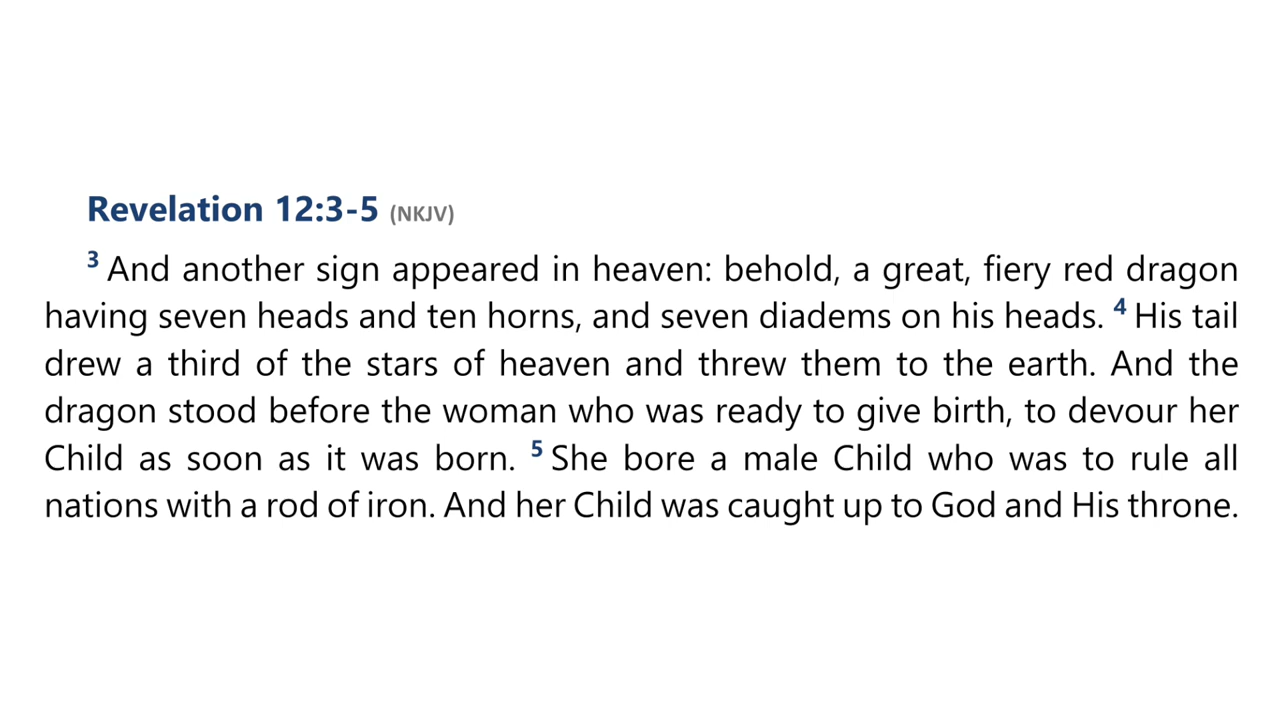 Revelation 12:3-5 (NKJV)
3 And another sign appeared in heaven: behold, a great, fiery red dragon
having seven heads and ten horns, and seven diadems on his heads. 4 His tail
drew a third of the stars of heaven and threw them to the earth. And the
dragon stood before the woman who was ready to give birth, to devour her
Child as soon as it was born. 5 She bore a male Child who was to rule all
nations with a rod of iron. And her Child was caught up to God and His throne.